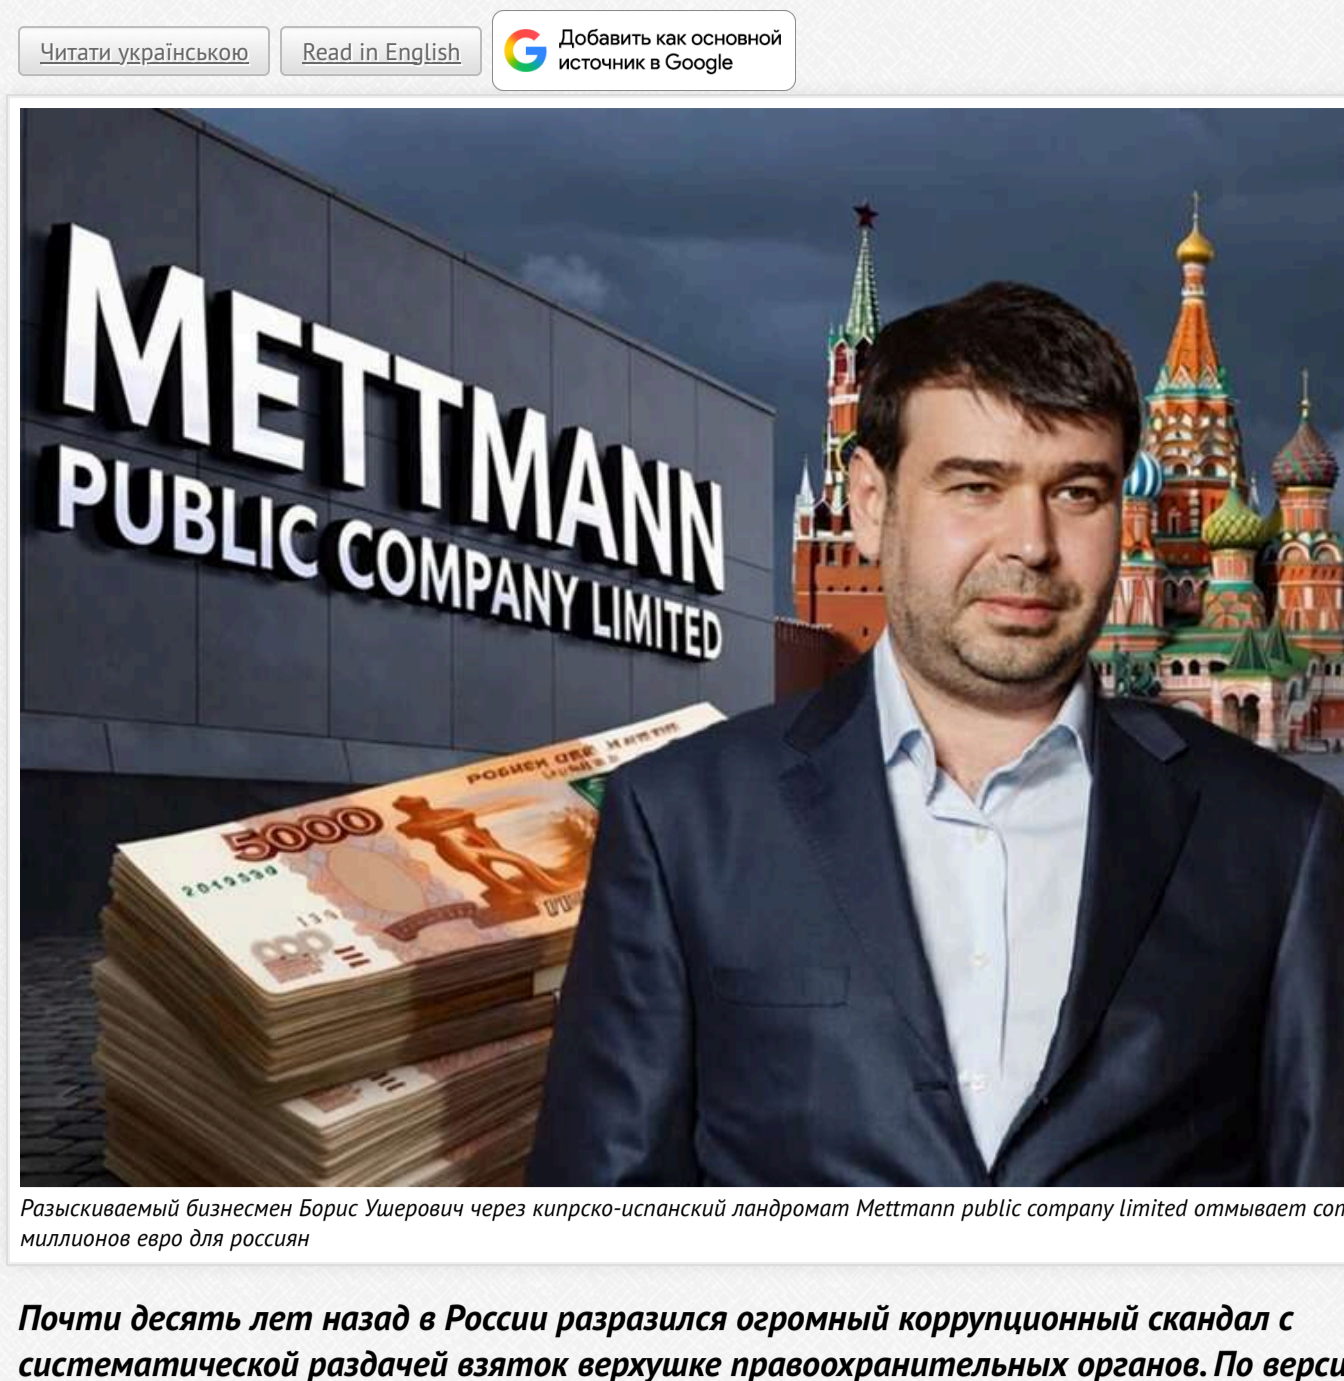 Читати українською
Read in English
Добавить как основной
источник в Google
METTMANN
PUBLIC COMPANY LIMITED
5000
2019539
Разыскиваемый бизнесмен Борис Ушерович через кипрско-испанский ландромат Mettmann public company limited отмывает
миллионов евро для россиян
Почти десять лет назад в России разразился огромный коррупционный скандал с
систематической раздачей взяток верхушке правоохранительных органов. По